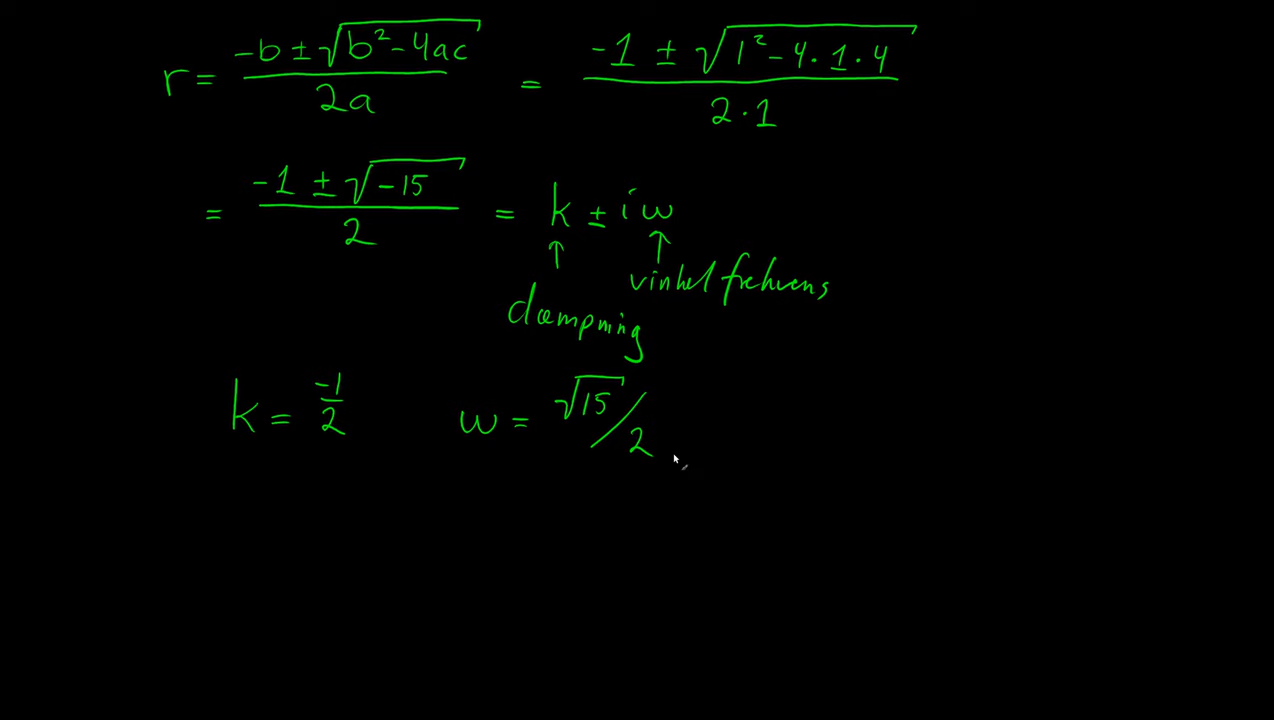 r = (-b ± √(b² - 4ac)) / 2a = (-1 ± √(1² - 4 · 1 · 4)) / (2 · 1)
= (-1 ± √(-15)) / 2 = k ± iω
↑ ↑
vinkelfrekvens
dæmpning
k = -1/2 ω = √15/2